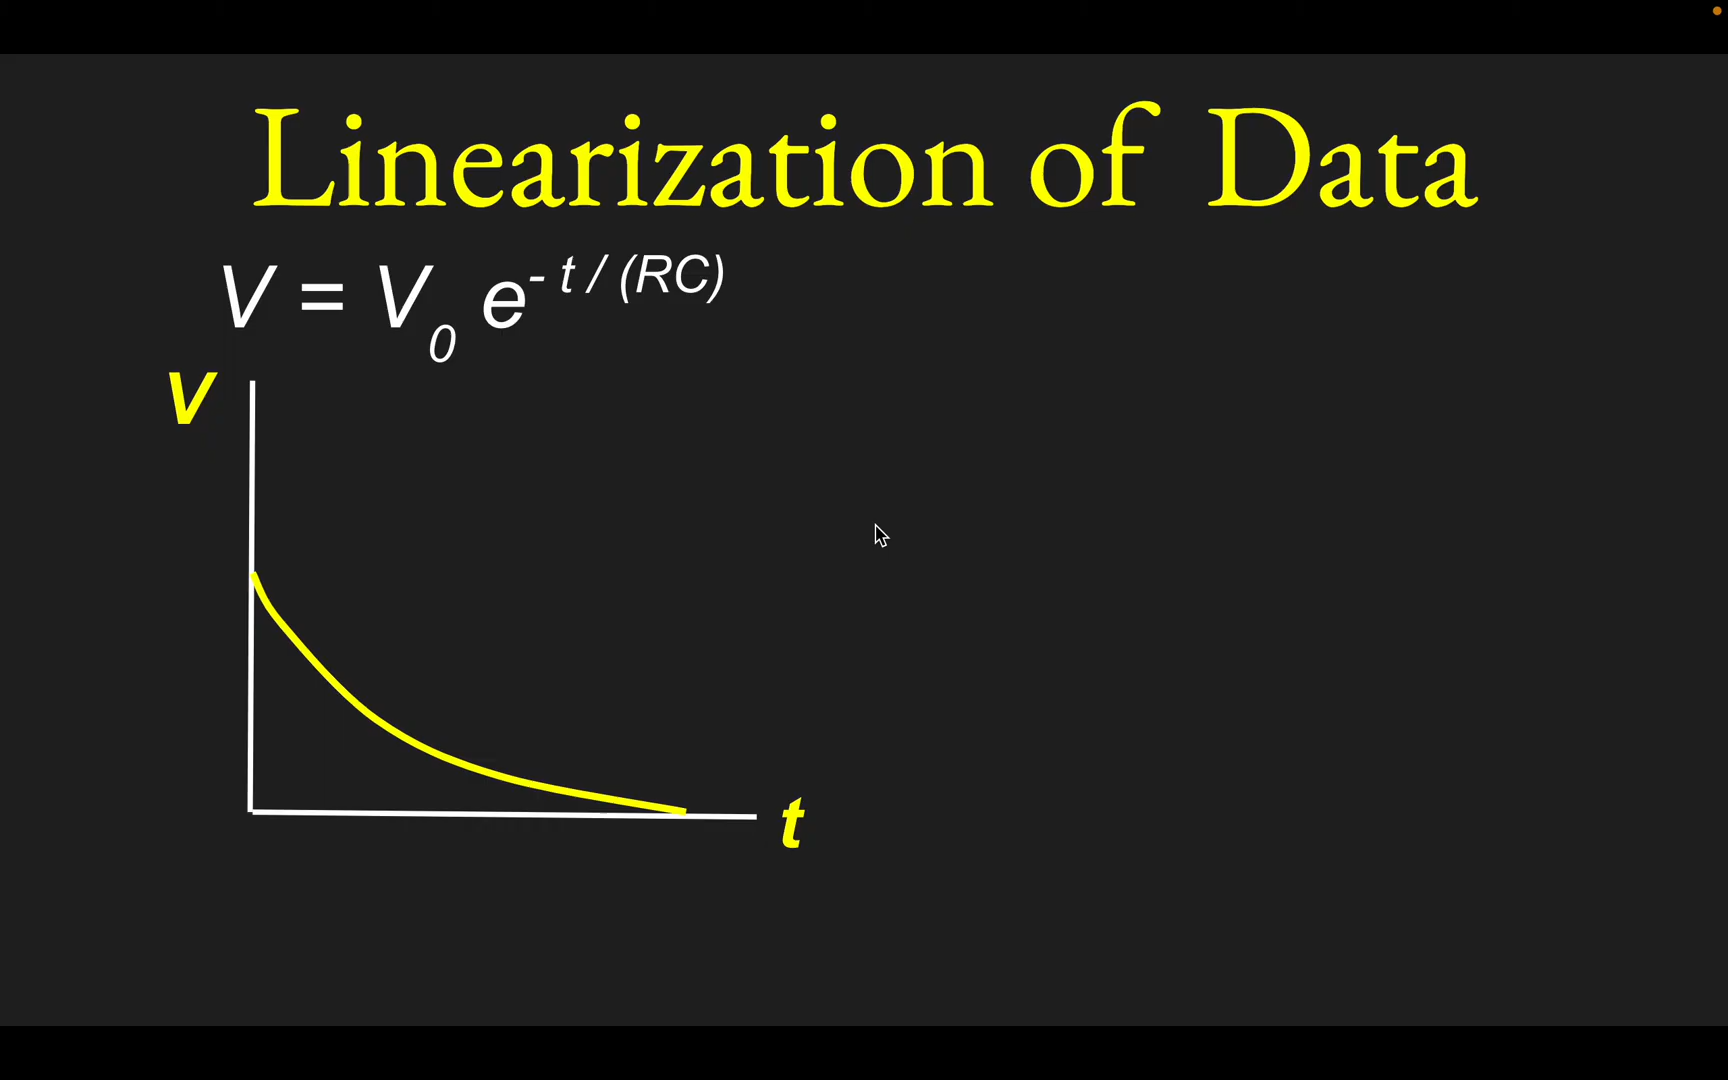 Linearization of Data
V = V₀ e⁻ ᵗ ᐟ ⁽ᴿꟲ⁾
V
t